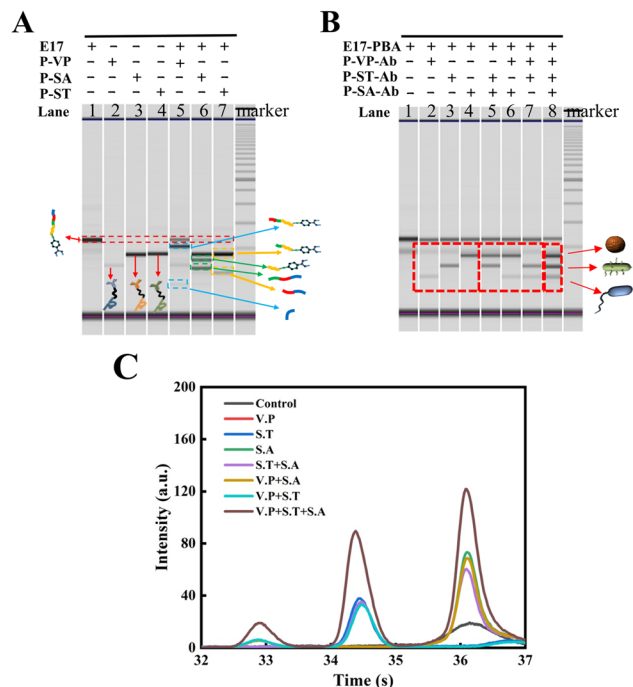 A
E17 + − − − + + +
P-VP − + − − + − −
P-SA − − + − − + −
P-ST − − − + − − +
Lane 1 2 3 4 5 6 7 marker
B
E17-PBA + + + + + + + +
P-VP-Ab − + − − − + + +
P-ST-Ab − − + − + − + +
P-SA-Ab − − − + + + − +
Lane 1 2 3 4 5 6 7 8 marker
C
200
160
120
80
40
0
Intensity (a.u.)
Control
V.P
S.T
S.A
S.T+S.A
V.P+S.A
V.P+S.T
V.P+S.T+S.A
32 33 34 35 36 37
Time (s)